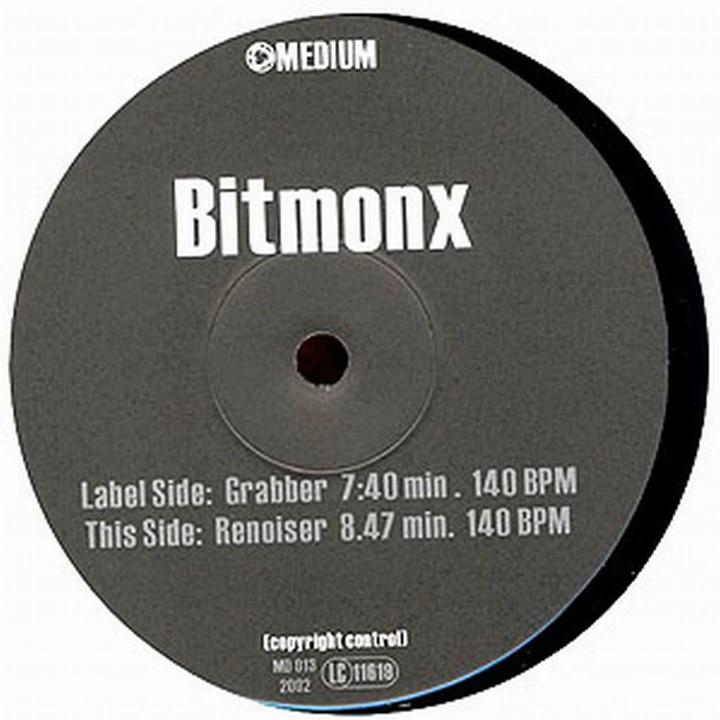 MEDIUM
Bitmonx
Label Side: Grabber 7:40 min . 140 BPM
This Side: Renoiser 8.47 min. 140 BPM
(copyright control)
MD 013 LC 11618
2002